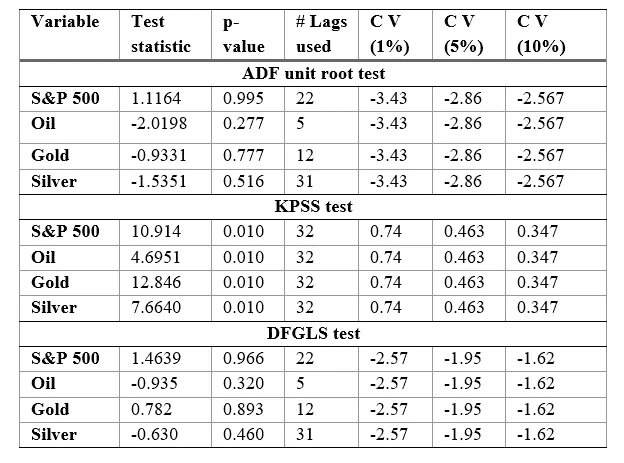 Variable Test statistic p-value # Lags used C V (1%) C V (5%) C V (10%)
ADF unit root test
S&P 500 1.1164 0.995 22 -3.43 -2.86 -2.567
Oil -2.0198 0.277 5 -3.43 -2.86 -2.567
Gold -0.9331 0.777 12 -3.43 -2.86 -2.567
Silver -1.5351 0.516 31 -3.43 -2.86 -2.567
KPSS test
S&P 500 10.914 0.010 32 0.74 0.463 0.347
Oil 4.6951 0.010 32 0.74 0.463 0.347
Gold 12.846 0.010 32 0.74 0.463 0.347
Silver 7.6640 0.010 32 0.74 0.463 0.347
DFGLS test
S&P 500 1.4639 0.966 22 -2.57 -1.95 -1.62
Oil -0.935 0.320 5 -2.57 -1.95 -1.62
Gold 0.782 0.893 12 -2.57 -1.95 -1.62
Silver -0.630 0.460 31 -2.57 -1.95 -1.62